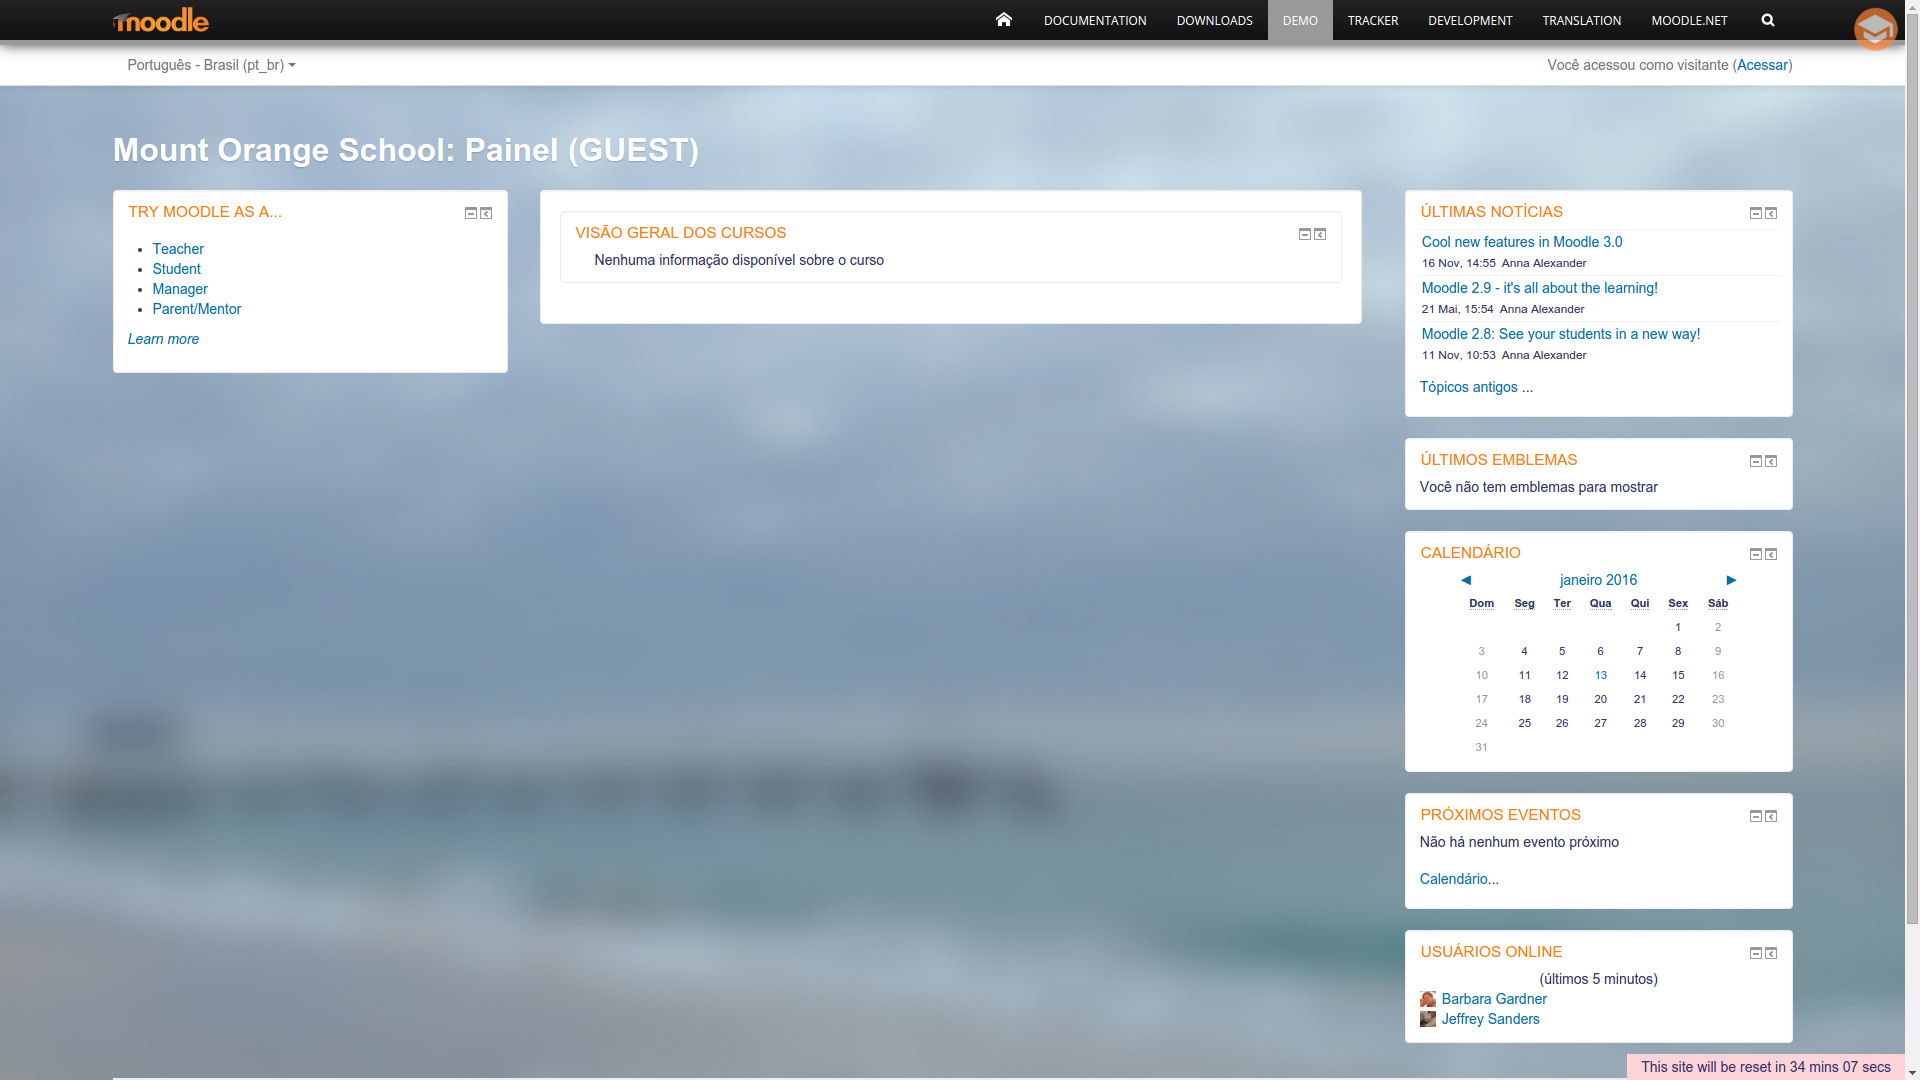 moodle
DOCUMENTATION DOWNLOADS DEMO TRACKER DEVELOPMENT TRANSLATION MOODLE.NET
Português - Brasil (pt_br)
Você acessou como visitante (Acessar)
Mount Orange School: Painel (GUEST)
TRY MOODLE AS A...
Teacher
Student
Manager
Parent/Mentor
Learn more
VISÃO GERAL DOS CURSOS
Nenhuma informação disponível sobre o curso
ÚLTIMAS NOTÍCIAS
Cool new features in Moodle 3.0
16 Nov, 14:55 Anna Alexander
Moodle 2.9 - it's all about the learning!
21 Mai, 15:54 Anna Alexander
Moodle 2.8: See your students in a new way!
11 Nov, 10:53 Anna Alexander
Tópicos antigos ...
ÚLTIMOS EMBLEMAS
Você não tem emblemas para mostrar
CALENDÁRIO
◄ janeiro 2016 ►
Dom Seg Ter Qua Qui Sex Sáb
1 2
3 4 5 6 7 8 9
10 11 12 13 14 15 16
17 18 19 20 21 22 23
24 25 26 27 28 29 30
31
PRÓXIMOS EVENTOS
Não há nenhum evento próximo
Calendário...
USUÁRIOS ONLINE
(últimos 5 minutos)
Barbara Gardner
Jeffrey Sanders
This site will be reset in 34 mins 07 secs